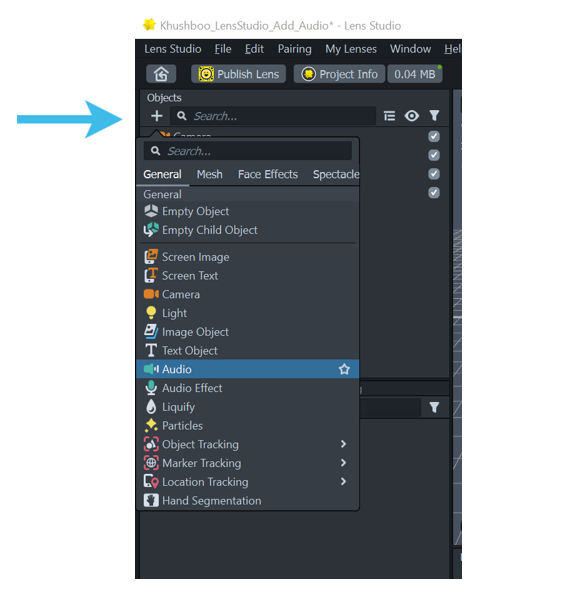 Khushboo_LensStudio_Add_Audio* - Lens Studio
Lens Studio File Edit Pairing My Lenses Window Hel
Publish Lens Project Info 0.04 MB
Objects
+ Search...
Camera
Search...
General Mesh Face Effects Spectacle
General
Empty Object
Empty Child Object
Screen Image
Screen Text
Camera
Light
Image Object
Text Object
Audio
Audio Effect
Liquify
Particles
Object Tracking
Marker Tracking
Location Tracking
Hand Segmentation